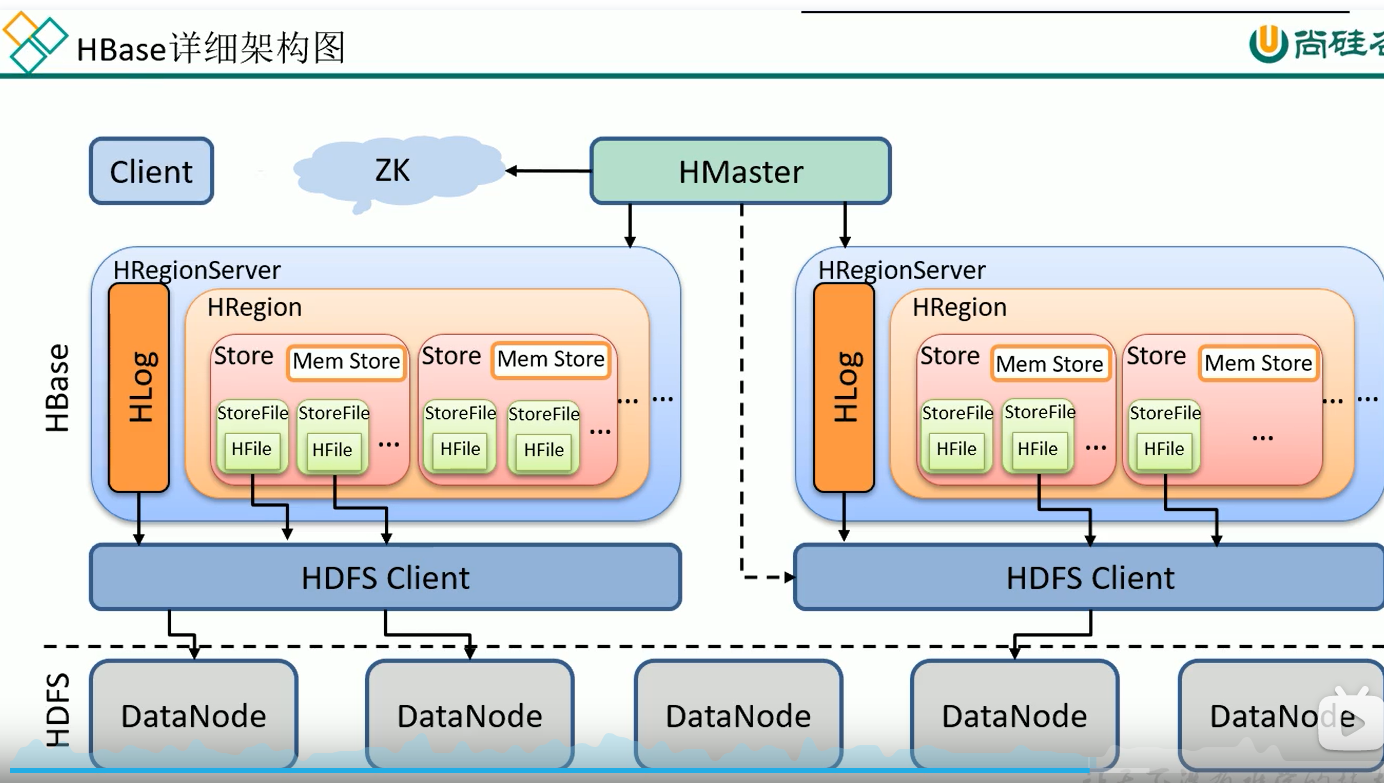 HBase详细架构图
尚硅
Client
ZK
HMaster
HBase
HRegionServer
HLog
HRegion
Store
Mem Store
StoreFile
HFile
StoreFile
HFile
...
Store
Mem Store
StoreFile
HFile
StoreFile
HFile
...
...
...
HRegionServer
HLog
HRegion
Store
Mem Store
StoreFile
HFile
StoreFile
HFile
...
Store
Mem Store
StoreFile
HFile
...
...
...
HDFS Client
HDFS Client
HDFS
DataNode
DataNode
DataNode
DataNode
DataNode